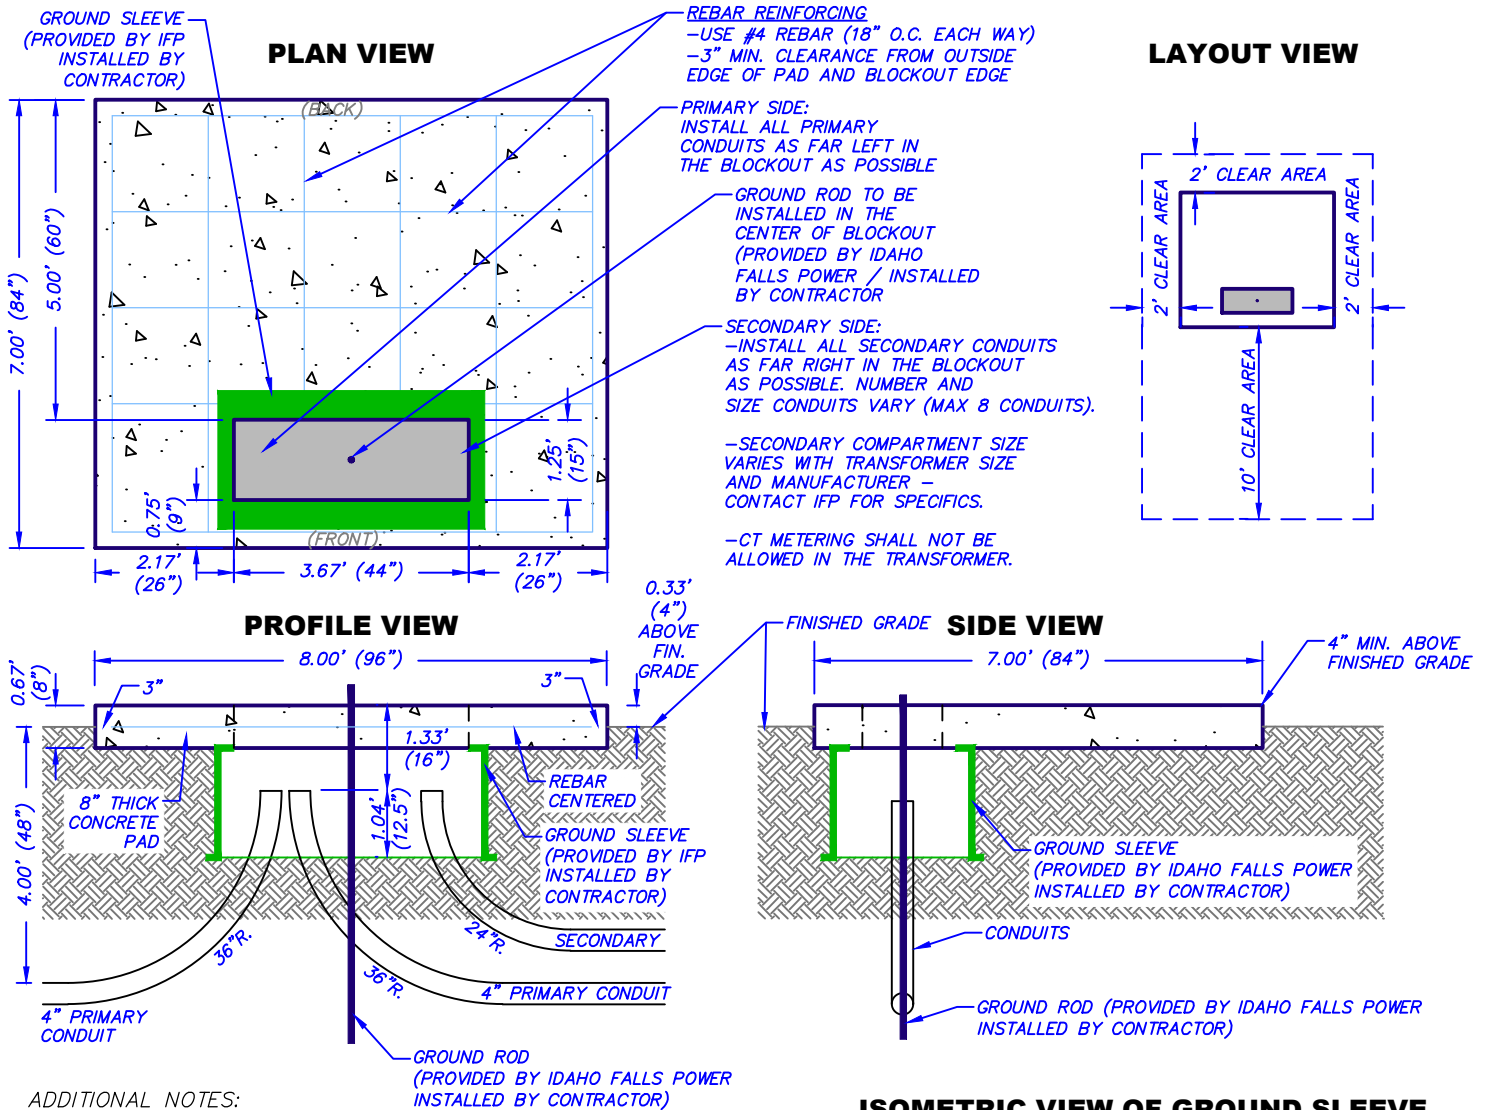 GROUND SLEEVE
(PROVIDED BY IFP
INSTALLED BY
CONTRACTOR)
PLAN VIEW
REBAR REINFORCING
-USE #4 REBAR (18" O.C. EACH WAY)
-3" MIN. CLEARANCE FROM OUTSIDE
EDGE OF PAD AND BLOCKOUT EDGE
LAYOUT VIEW
(BACK)
PRIMARY SIDE:
INSTALL ALL PRIMARY
CONDUITS AS FAR LEFT IN
THE BLOCKOUT AS POSSIBLE
GROUND ROD TO BE
INSTALLED IN THE
CENTER OF BLOCKOUT
(PROVIDED BY IDAHO
FALLS POWER / INSTALLED
BY CONTRACTOR
SECONDARY SIDE:
-INSTALL ALL SECONDARY CONDUITS
AS FAR RIGHT IN THE BLOCKOUT
AS POSSIBLE. NUMBER AND
SIZE CONDUITS VARY (MAX 8 CONDUITS).
-SECONDARY COMPARTMENT SIZE
VARIES WITH TRANSFORMER SIZE
AND MANUFACTURER -
CONTACT IFP FOR SPECIFICS.
-CT METERING SHALL NOT BE
ALLOWED IN THE TRANSFORMER.
7.00' (84")
5.00' (60")
0.75'
(9")
1.25'
(15")
(FRONT)
2.17'
(26")
3.67' (44")
2.17'
(26")
2' CLEAR AREA
2' CLEAR AREA
2' CLEAR AREA
10' CLEAR AREA
PROFILE VIEW
8.00' (96")
0.67'
(8")
3"
3"
0.33'
(4")
ABOVE
FIN.
GRADE
FINISHED GRADE
1.33'
(16")
1.04'
(12.5")
4.00' (48")
8" THICK
CONCRETE
PAD
REBAR
CENTERED
GROUND SLEEVE
(PROVIDED BY IFP
INSTALLED BY
CONTRACTOR)
36"R.
36"R.
24"R.
SECONDARY
4" PRIMARY CONDUIT
4" PRIMARY
CONDUIT
GROUND ROD
(PROVIDED BY IDAHO FALLS POWER
INSTALLED BY CONTRACTOR)
SIDE VIEW
7.00' (84")
4" MIN. ABOVE
FINISHED GRADE
GROUND SLEEVE
(PROVIDED BY IDAHO FALLS POWER
INSTALLED BY CONTRACTOR)
CONDUITS
GROUND ROD (PROVIDED BY IDAHO FALLS POWER
INSTALLED BY CONTRACTOR)
ADDITIONAL NOTES:
ISOMETRIC VIEW OF GROUND SLEEVE